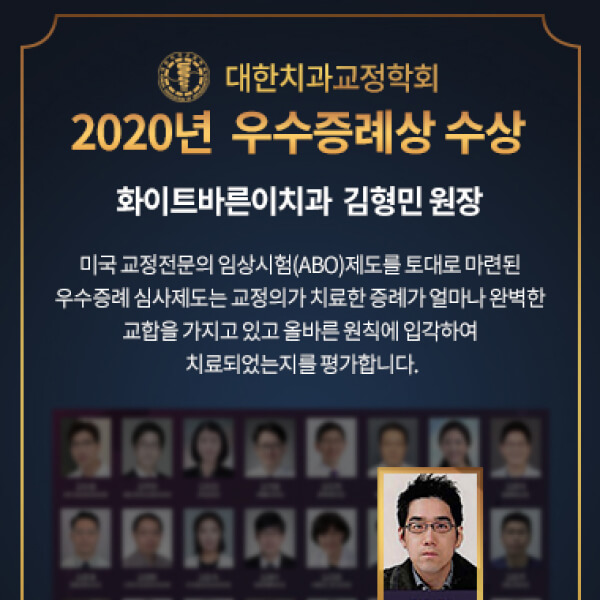 대한치과교정학회
2020년 우수증례상 수상
화이트바른이치과 김형민 원장
미국 교정전문의 임상시험(ABO)제도를 토대로 마련된
우수증례 심사제도는 교정의가 치료한 증례가 얼마나 완벽한
교합을 가지고 있고 올바른 원칙에 입각하여
치료되었는지를 평가합니다.